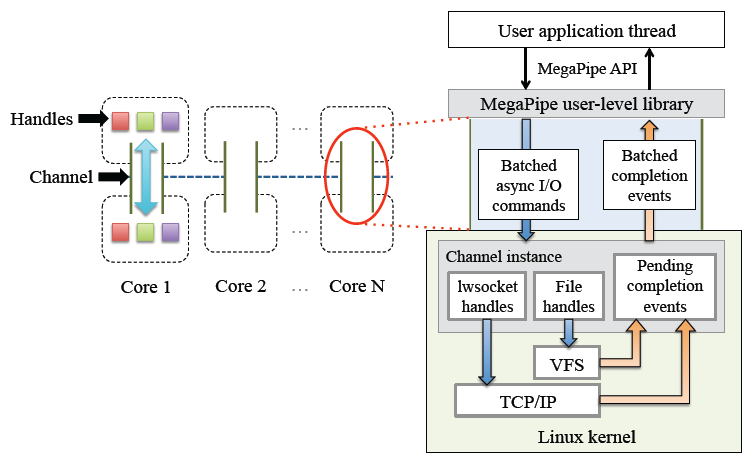 User application thread
MegaPipe API
MegaPipe user-level library
Handles
Channel
...
...
Core 1
Core 2
...
Core N
Batched
async I/O
commands
Batched
completion
events
Channel instance
lwsocket
handles
File
handles
Pending
completion
events
VFS
TCP/IP
Linux kernel